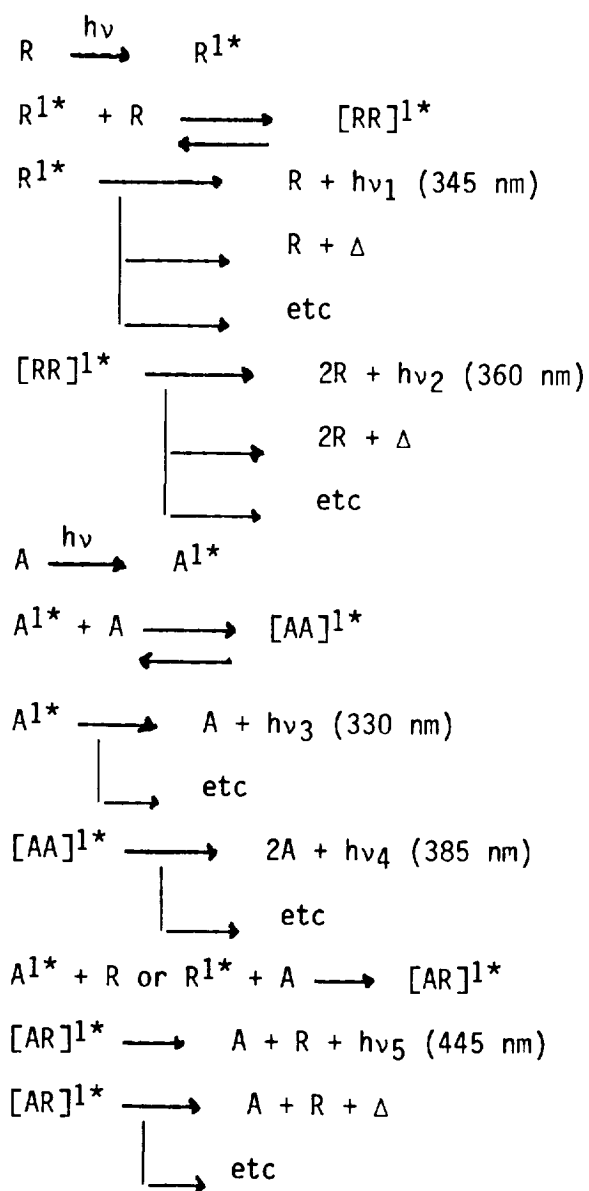 hν
R → R1*
R1* + R ⇄ [RR]1*
R1* → R + hν1 (345 nm)
R + Δ
etc
[RR]1* → 2R + hν2 (360 nm)
2R + Δ
etc
hν
A → A1*
A1* + A ⇄ [AA]1*
A1* → A + hν3 (330 nm)
etc
[AA]1* → 2A + hν4 (385 nm)
etc
A1* + R or R1* + A → [AR]1*
[AR]1* → A + R + hν5 (445 nm)
[AR]1* → A + R + Δ
etc